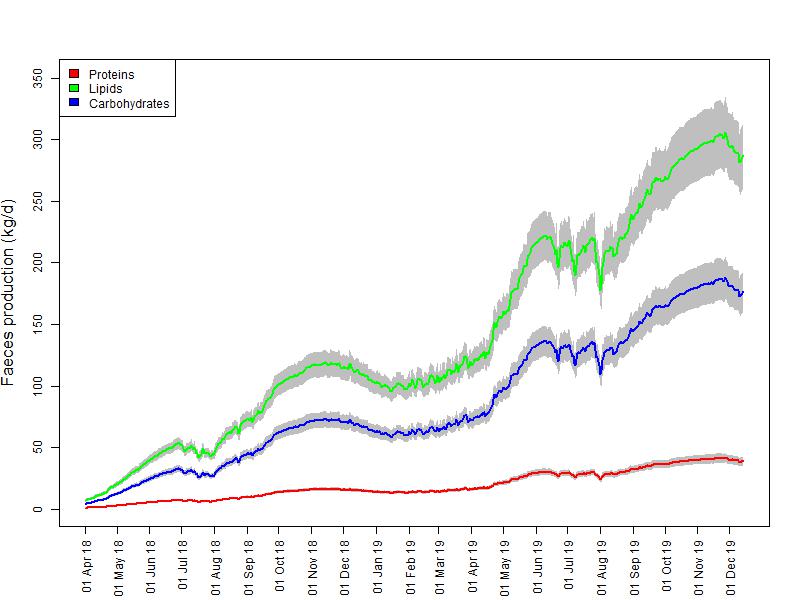 Proteins
Lipids
Carbohydrates
Faeces production (kg/d)
350
300
250
200
150
100
50
0
01 Apr 18
01 May 18
01 Jun 18
01 Jul 18
01 Aug 18
01 Sep 18
01 Oct 18
01 Nov 18
01 Dec 18
01 Jan 19
01 Feb 19
01 Mar 19
01 Apr 19
01 May 19
01 Jun 19
01 Jul 19
01 Aug 19
01 Sep 19
01 Oct 19
01 Nov 19
01 Dec 19